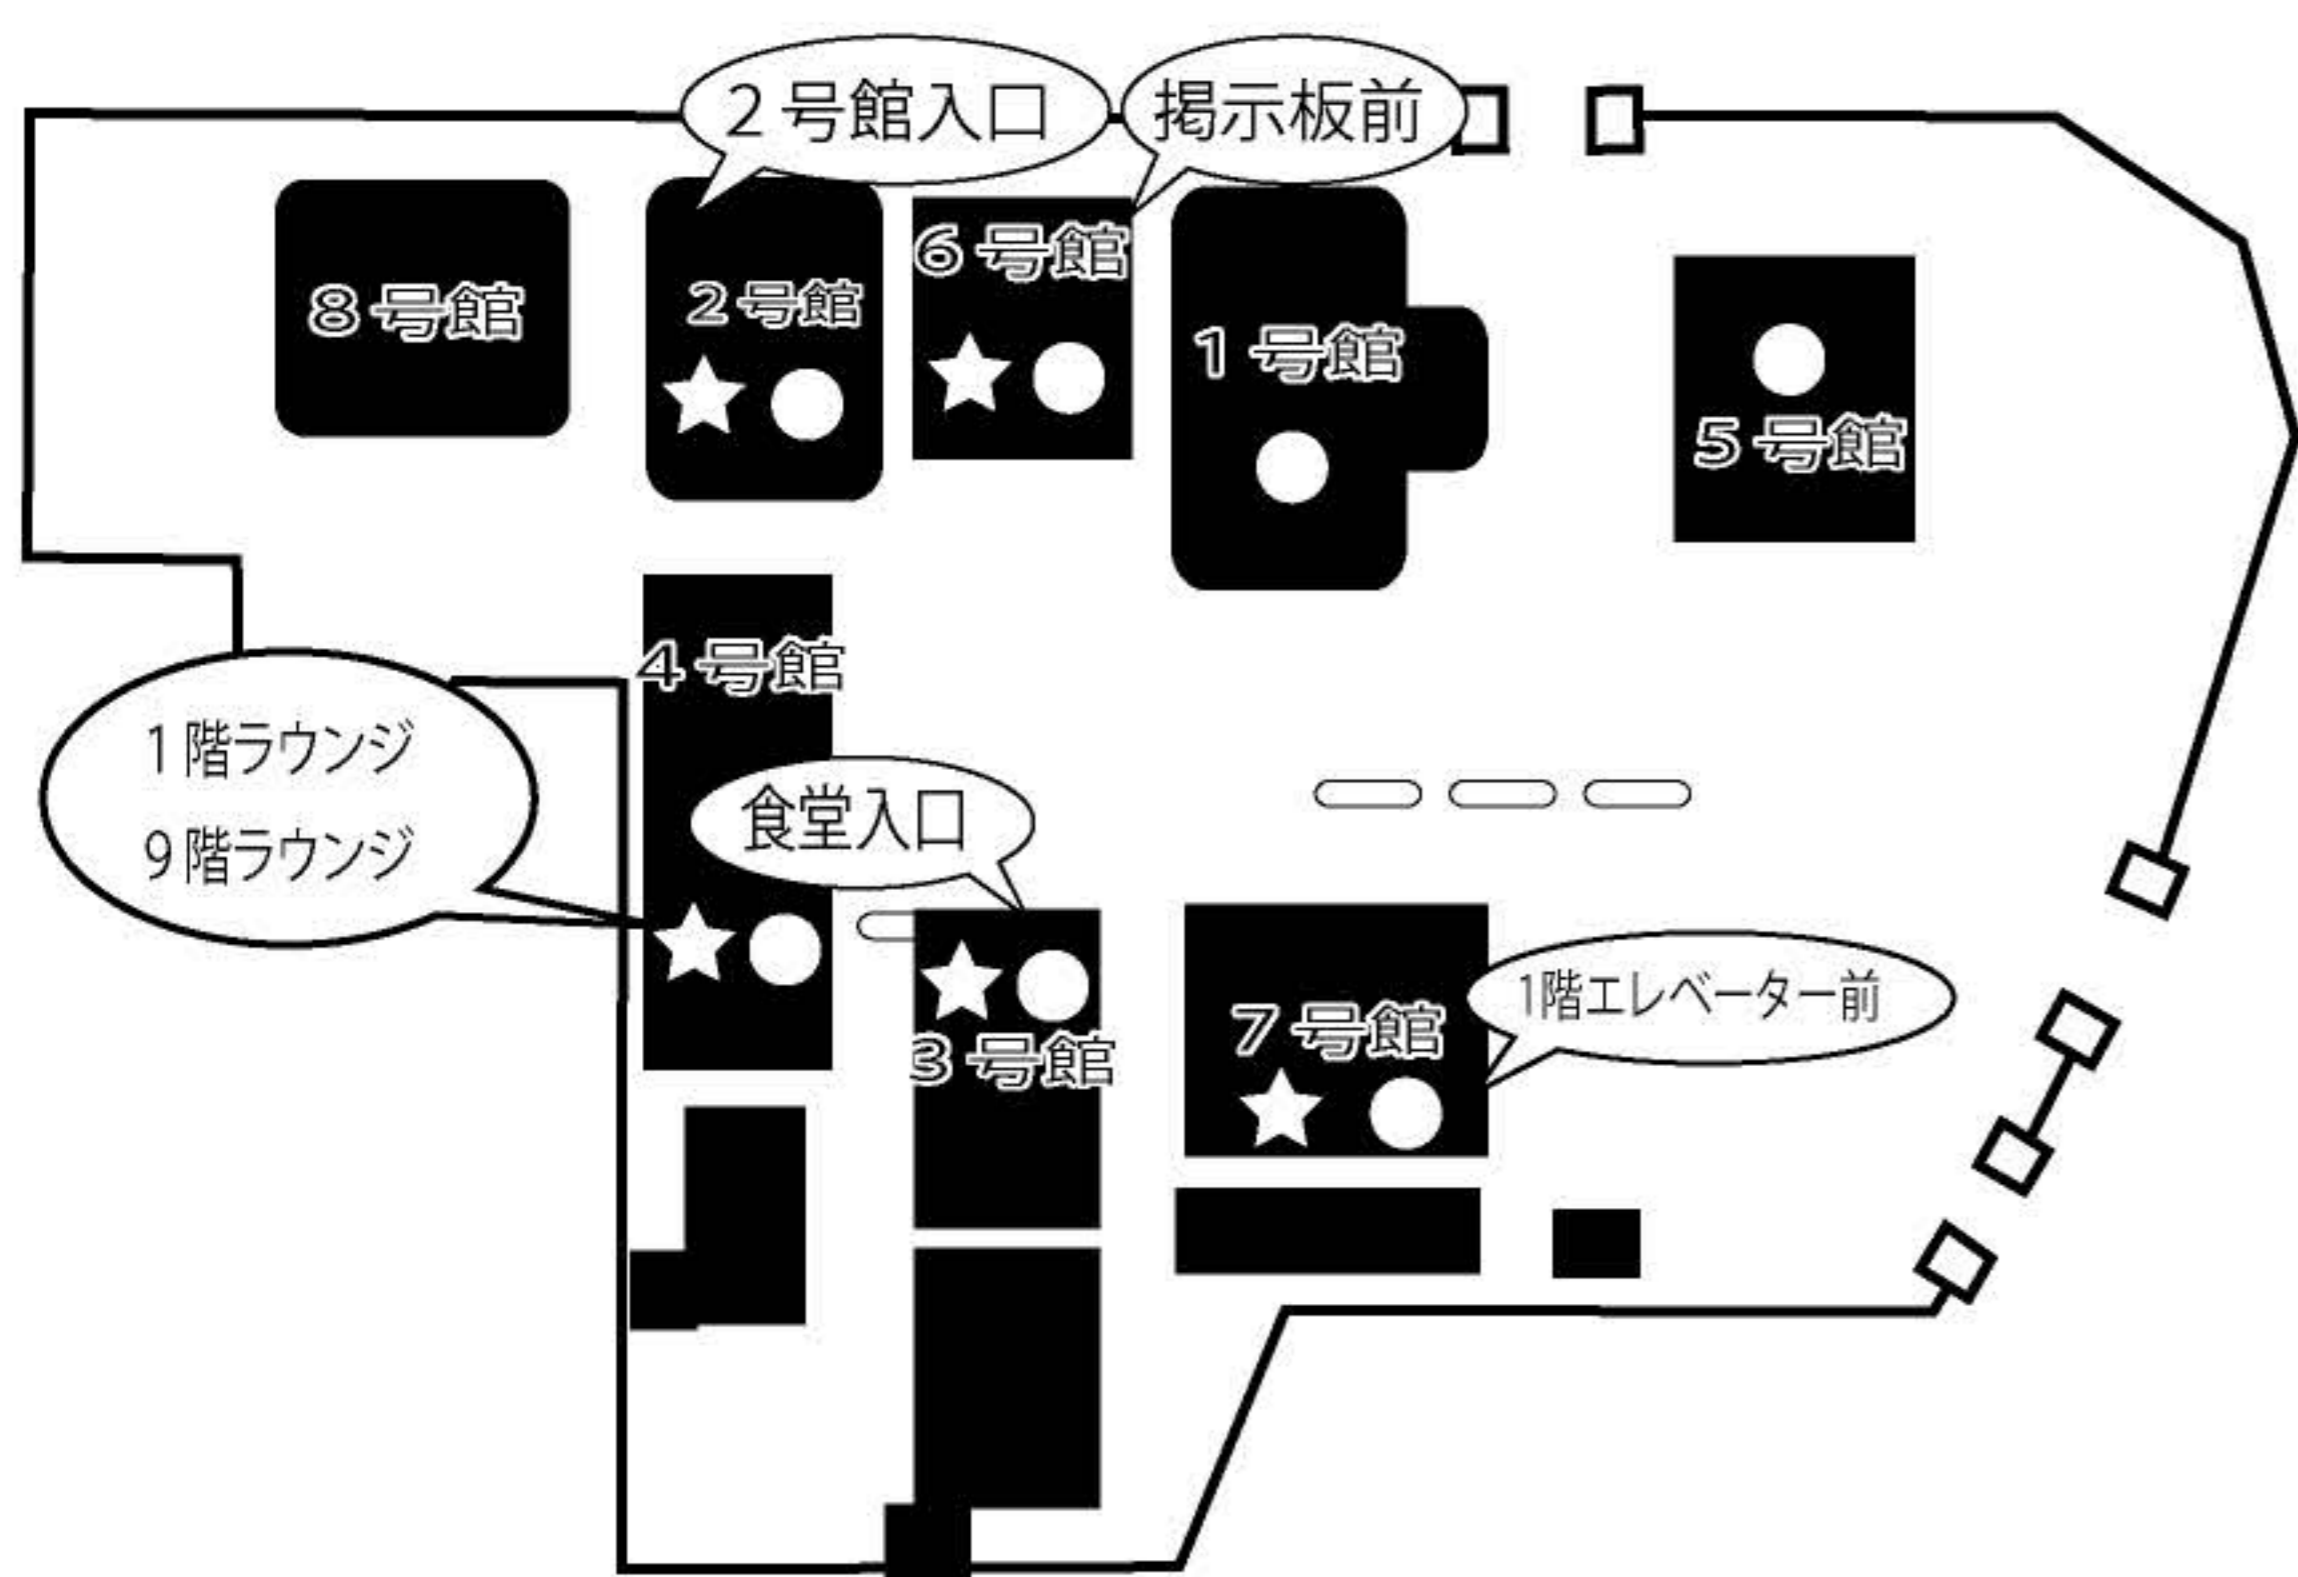 ２号館入口
掲示板前
８号館
２号館
６号館
１号館
５号館
４号館
１階ラウンジ
９階ラウンジ
食堂入口
３号館
７号館
1階エレベーター前